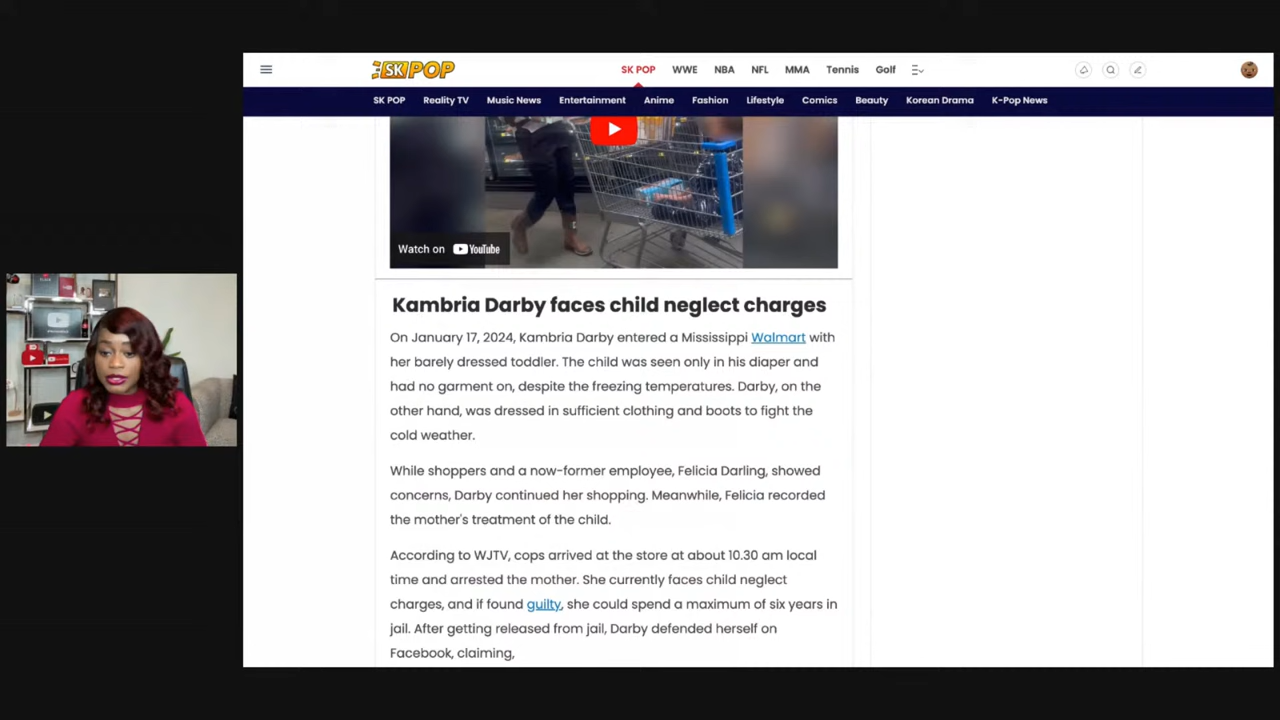 SK POP
SK POP WWE NBA NFL MMA Tennis Golf
SK POP Reality TV Music News Entertainment Anime Fashion Lifestyle Comics Beauty Korean Drama K-Pop News
Watch on YouTube
Kambria Darby faces child neglect charges
On January 17, 2024, Kambria Darby entered a Mississippi Walmart with
her barely dressed toddler. The child was seen only in his diaper and
had no garment on, despite the freezing temperatures. Darby, on the
other hand, was dressed in sufficient clothing and boots to fight the
cold weather.
While shoppers and a now-former employee, Felicia Darling, showed
concerns, Darby continued her shopping. Meanwhile, Felicia recorded
the mother's treatment of the child.
According to WJTV, cops arrived at the store at about 10.30 am local
time and arrested the mother. She currently faces child neglect
charges, and if found guilty, she could spend a maximum of six years in
jail. After getting released from jail, Darby defended herself on
Facebook, claiming,